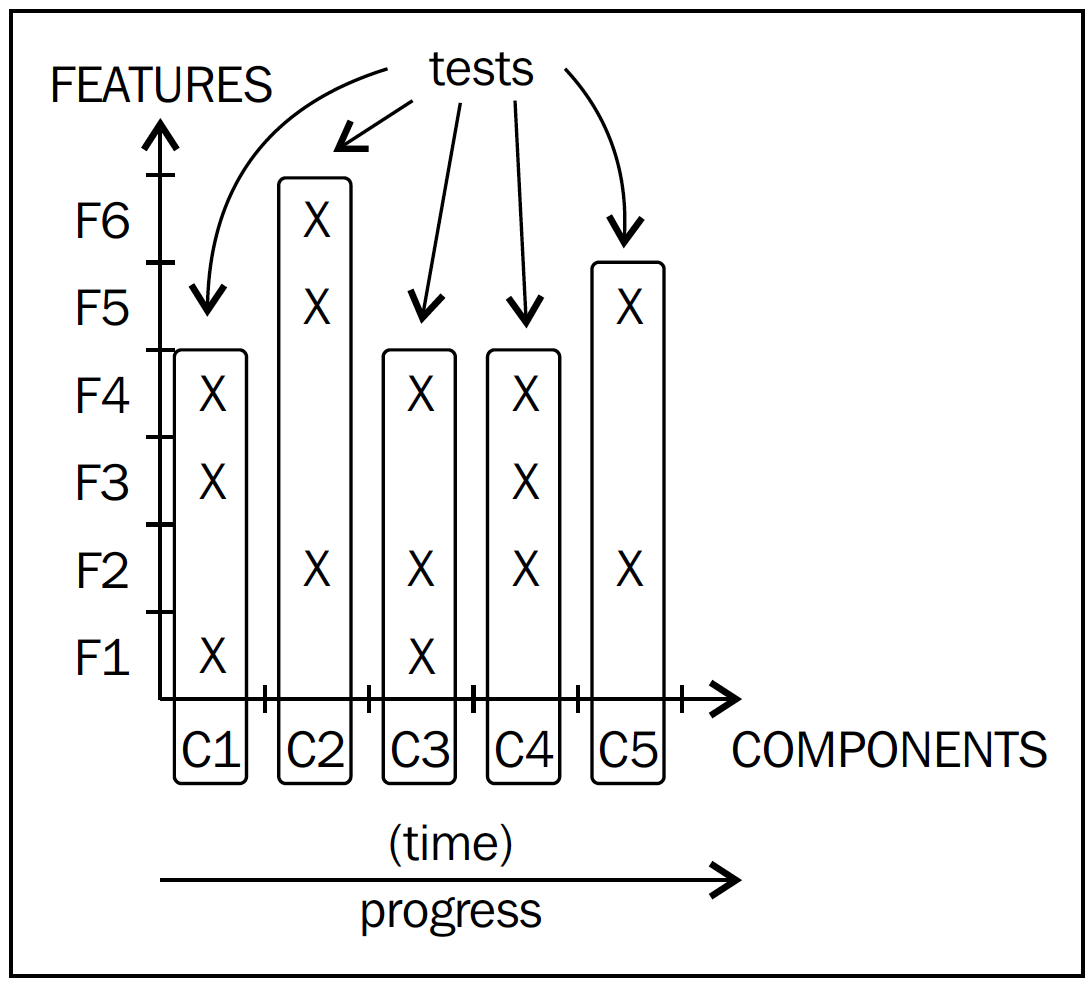 tests
FEATURES
F6 X
F5 X X
F4 X X X
F3 X X
F2 X X X X
F1 X X
C1 C2 C3 C4 C5 COMPONENTS
(time)
progress